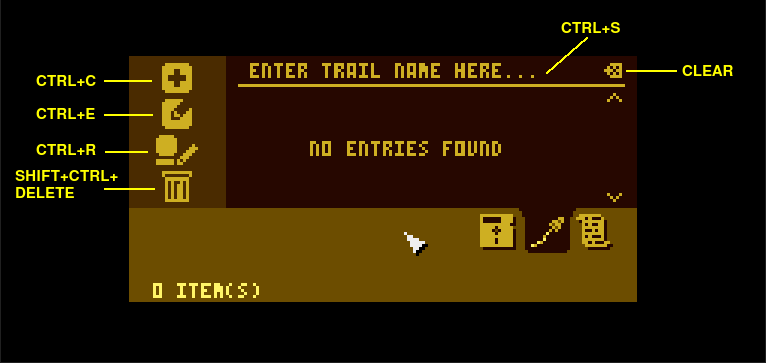 CTRL+S
ENTER TRAIL NAME HERE...
CLEAR
CTRL+C
CTRL+E
CTRL+R
NO ENTRIES FOUND
SHIFT+CTRL+
DELETE
0 ITEM(S)